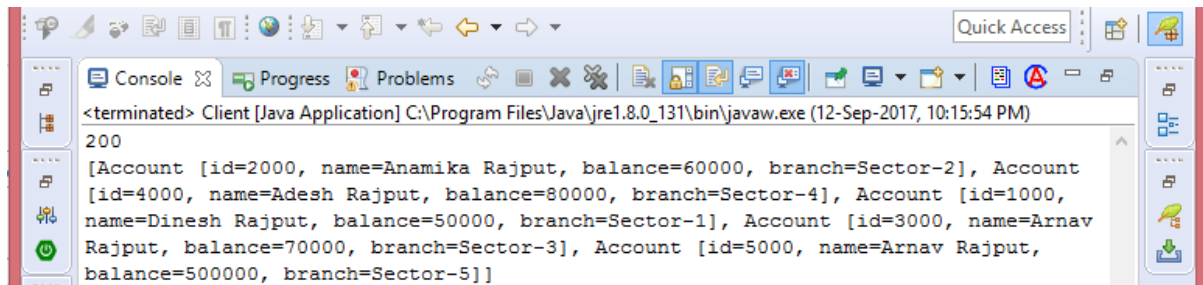 Quick Access
Console Progress Problems
<terminated> Client [Java Application] C:\Program Files\Java\jre1.8.0_131\bin\javaw.exe (12-Sep-2017, 10:15:54 PM)
200
[Account [id=2000, name=Anamika Rajput, balance=60000, branch=Sector-2], Account
[id=4000, name=Adesh Rajput, balance=80000, branch=Sector-4], Account [id=1000,
name=Dinesh Rajput, balance=50000, branch=Sector-1], Account [id=3000, name=Arnav
Rajput, balance=70000, branch=Sector-3], Account [id=5000, name=Arnav Rajput,
balance=500000, branch=Sector-5]]